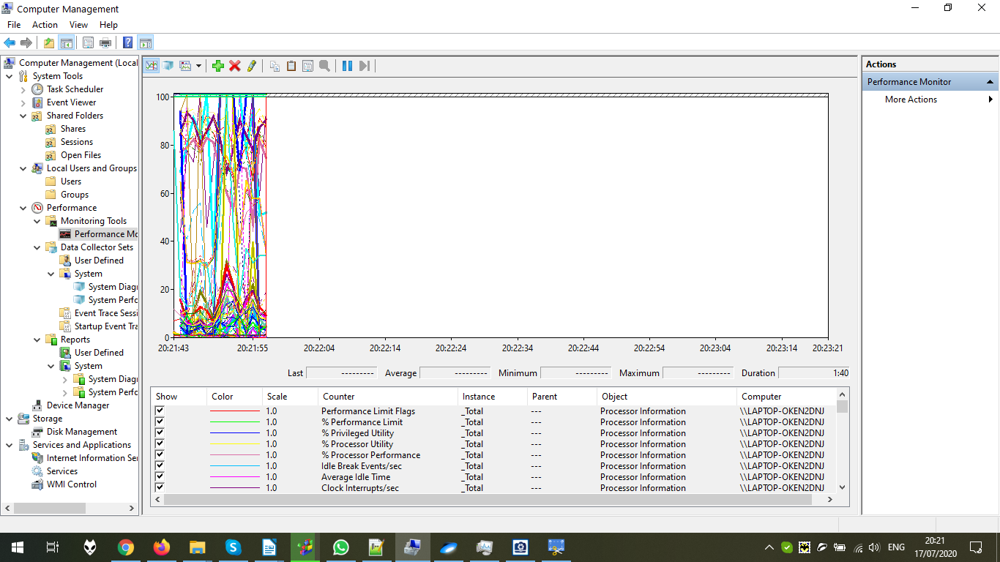 Computer Management
File Action View Help
Computer Management (Local
System Tools
Task Scheduler
Event Viewer
Shared Folders
Shares
Sessions
Open Files
Local Users and Groups
Users
Groups
Performance
Monitoring Tools
Performance Mo
Data Collector Sets
User Defined
System
System Diagr
System Perfo
Event Trace Sessi
Startup Event Tra
Reports
User Defined
System
System Diagr
System Perfo
Device Manager
Storage
Disk Management
Services and Applications
Internet Information Se
Services
WMI Control
100
80
60
40
20
0
20:21:43 20:21:55 20:22:04 20:22:14 20:22:24 20:22:34 20:22:44 20:22:54 20:23:04 20:23:14 20:23:21
Last --------- Average --------- Minimum --------- Maximum --------- Duration 1:40
Show Color Scale Counter Instance Parent Object Computer
1.0 Performance Limit Flags _Total --- Processor Information \\LAPTOP-OKEN2DNJ
1.0 % Performance Limit _Total --- Processor Information \\LAPTOP-OKEN2DNJ
1.0 % Privileged Utility _Total --- Processor Information \\LAPTOP-OKEN2DNJ
1.0 % Processor Utility _Total --- Processor Information \\LAPTOP-OKEN2DNJ
1.0 % Processor Performance _Total --- Processor Information \\LAPTOP-OKEN2DNJ
1.0 Idle Break Events/sec _Total --- Processor Information \\LAPTOP-OKEN2DNJ
1.0 Average Idle Time _Total --- Processor Information \\LAPTOP-OKEN2DNJ
1.0 Clock Interrupts/sec _Total --- Processor Information \\LAPTOP-OKEN2DNJ
Actions
Performance Monitor
More Actions
ENG
20:21
17/07/2020